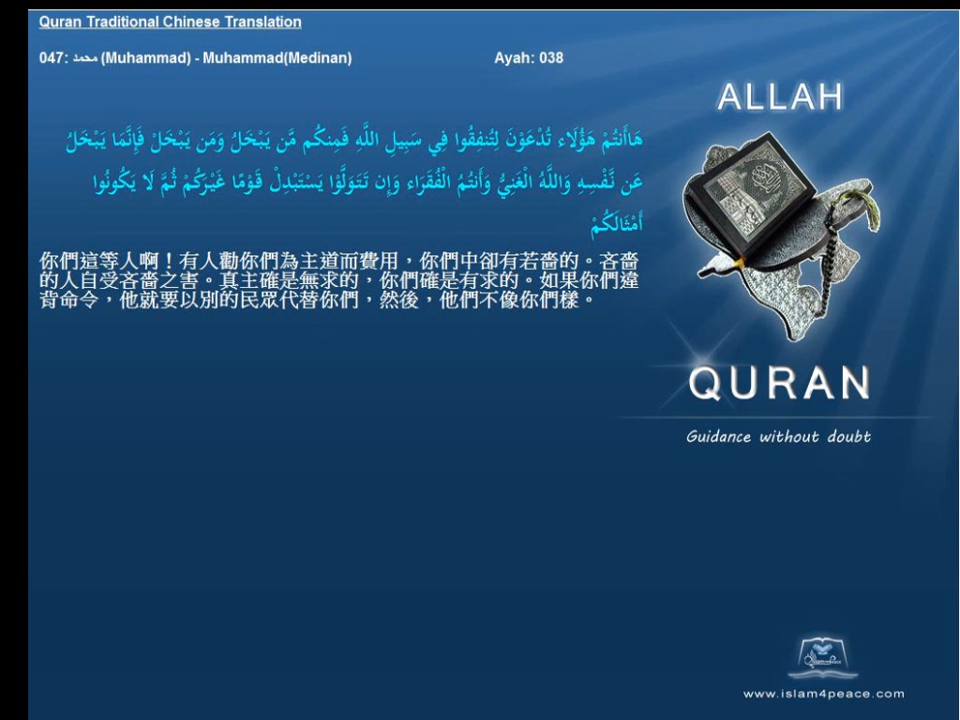 Quran Traditional Chinese Translation
047: محمد (Muhammad) - Muhammad(Medinan) Ayah: 038
ALLAH
هَاأَنتُمْ هَؤُلَاء تُدْعَوْنَ لِتُنفِقُوا فِي سَبِيلِ اللَّهِ فَمِنكُم مَّن يَبْخَلُ وَمَن يَبْخَلْ فَإِنَّمَا يَبْخَلُ
عَن نَّفْسِهِ وَاللَّهُ الْغَنِيُّ وَأَنتُمُ الْفُقَرَاء وَإِن تَتَوَلَّوْا يَسْتَبْدِلْ قَوْمًا غَيْرَكُمْ ثُمَّ لَا يَكُونُوا
أَمْثَالَكُمْ
你們這等人啊！有人勸你們為主道而費用，你們中卻有若嗇的。吝嗇
的人自受吝嗇之害。真主確是無求的，你們確是有求的。如果你們違
背命令，他就要以別的民眾代替你們，然後，他們不像你們樣。
QURAN
Guidance without doubt
www.islam4peace.com